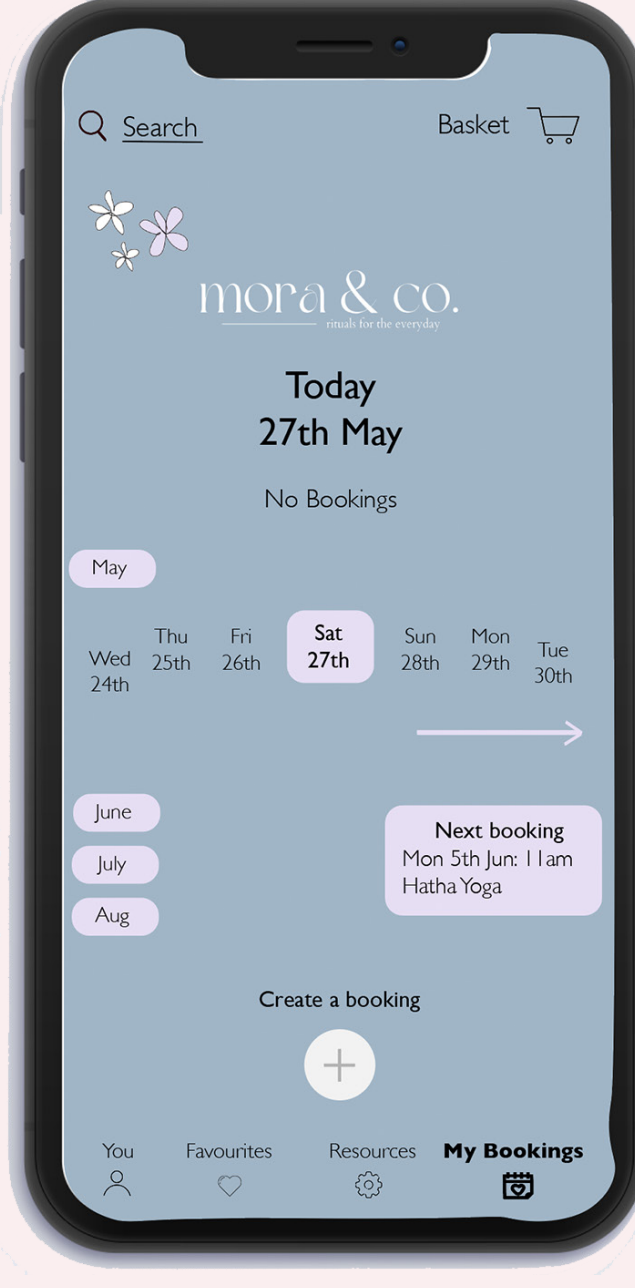 Search
Basket
mora & co.
rituals for the everyday
Today
27th May
No Bookings
May
Wed
24th
Thu
25th
Fri
26th
Sat
27th
Sun
28th
Mon
29th
Tue
30th
June
July
Aug
Next booking
Mon 5th Jun: 11am
Hatha Yoga
Create a booking
You
Favourites
Resources
My Bookings